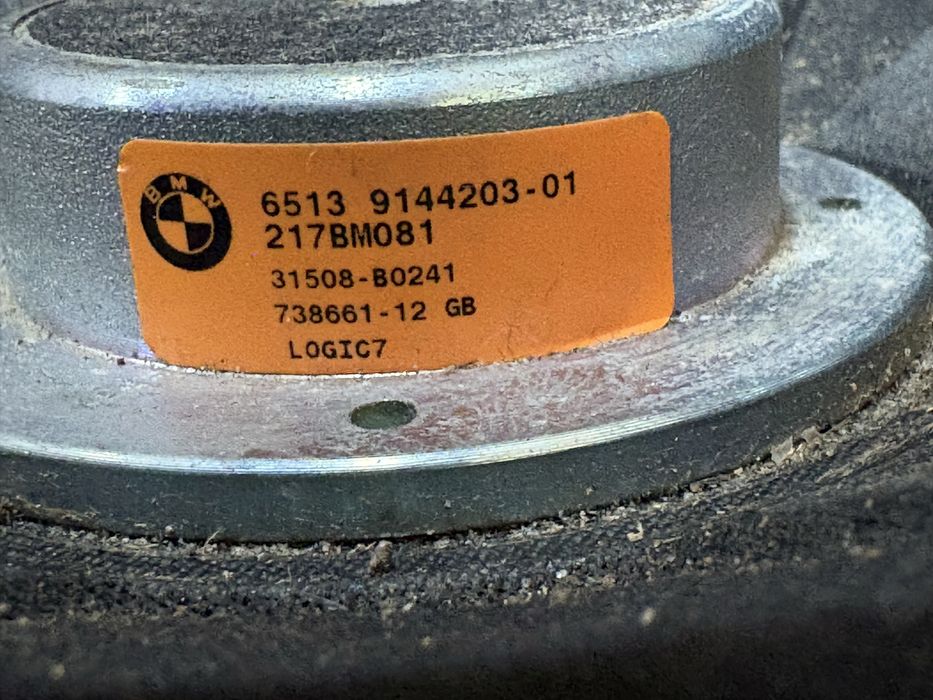 BMW
6513 9144203-01
217BM081
31508-B0241
738661-12 GB
LOGIC7